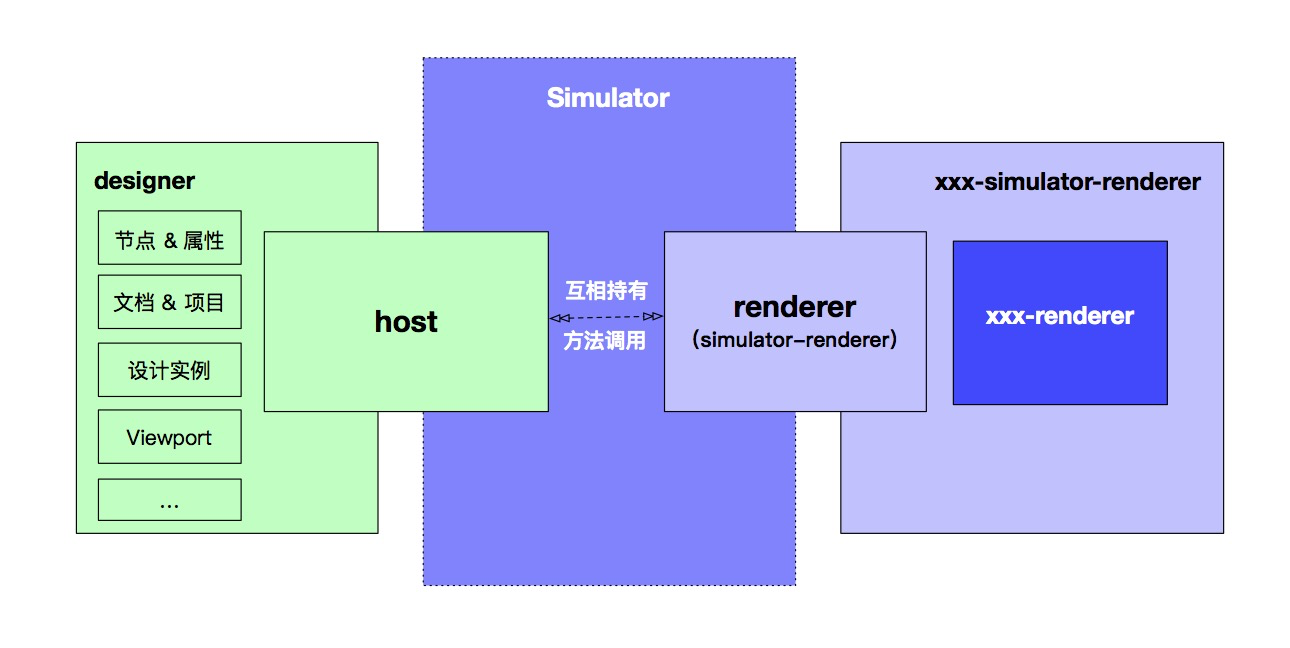 Simulator
designer
节点 & 属性
文档 & 项目
设计实例
Viewport
...
host
互相持有
方法调用
renderer
(simulator-renderer)
xxx-simulator-renderer
xxx-renderer